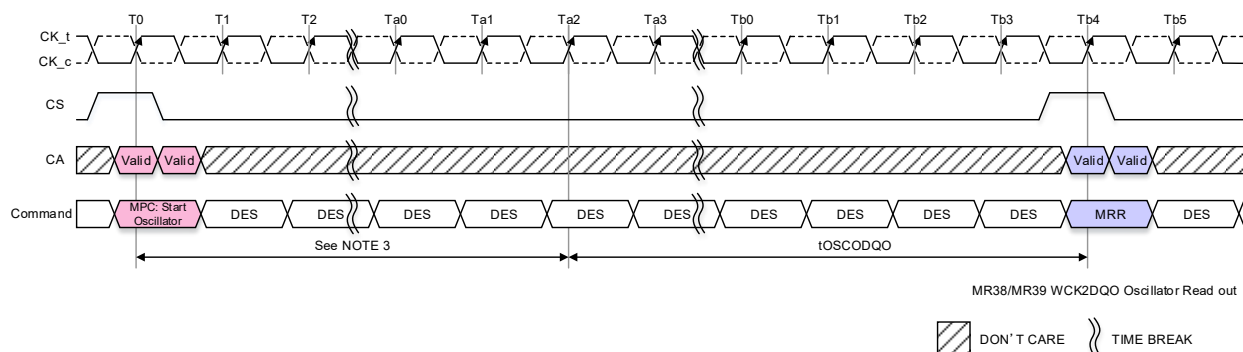 T0 T1 T2 Ta0 Ta1 Ta2 Ta3 Tb0 Tb1 Tb2 Tb3 Tb4 Tb5
CK_t
CK_c
CS
CA Valid Valid Valid Valid
Command MPC: Start Oscillator DES DES DES DES DES DES DES DES DES DES MRR DES
See NOTE 3 tOSCODQO
MR38/MR39 WCK2DQO Oscillator Read out
DON'T CARE TIME BREAK